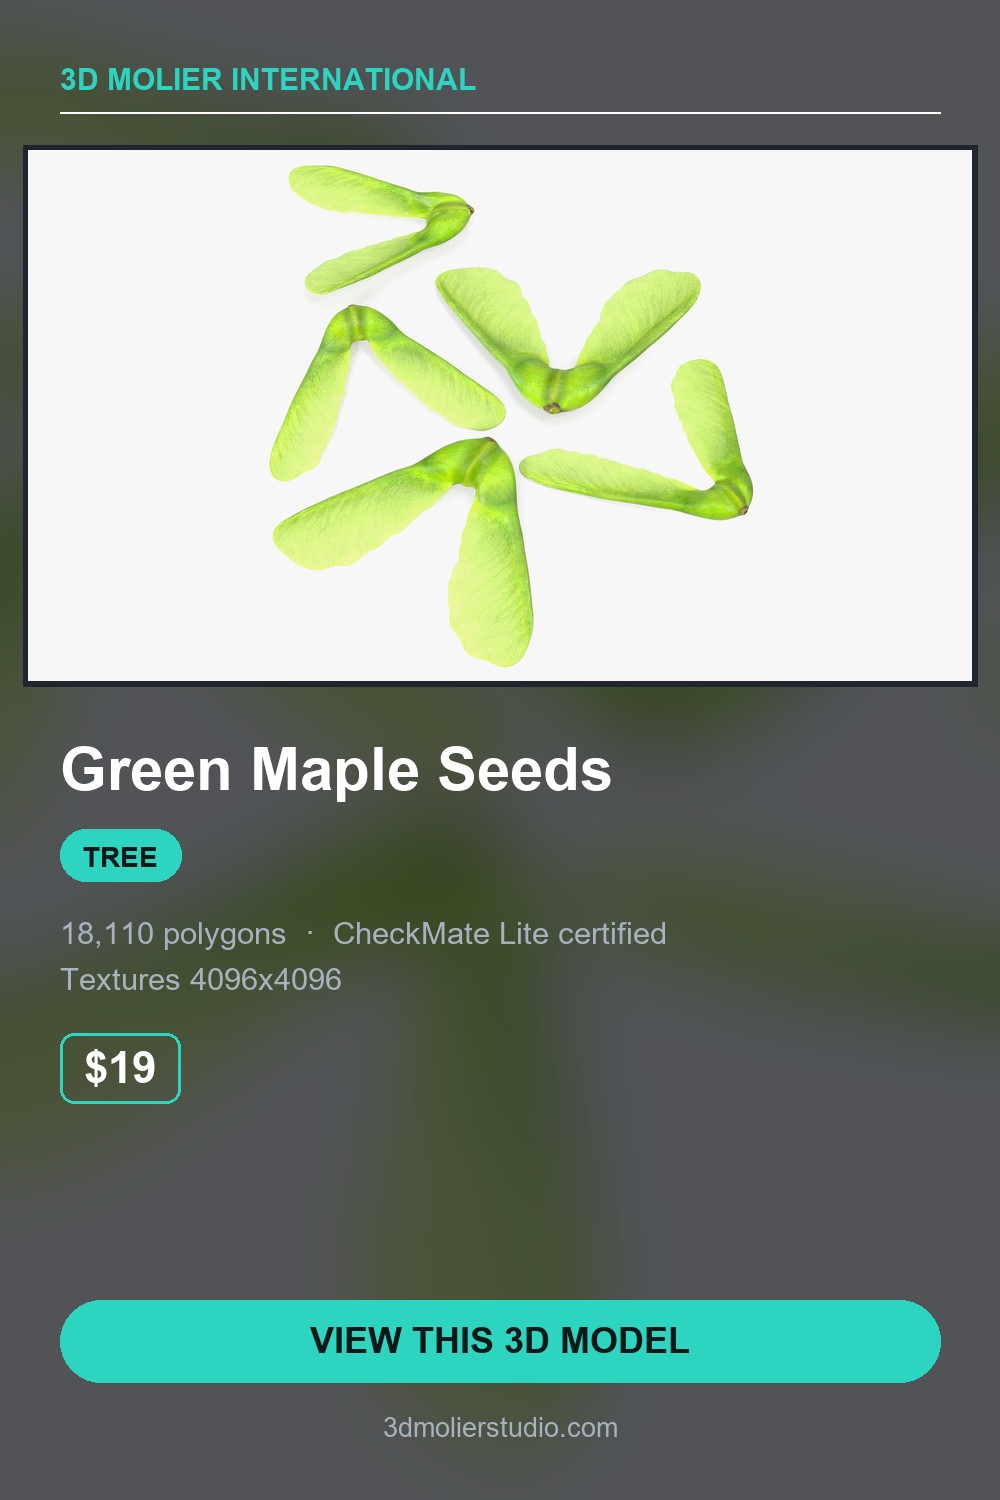 3D MOLIER INTERNATIONAL
Green Maple Seeds
TREE
18,110 polygons · CheckMate Lite certified
Textures 4096x4096
$19
VIEW THIS 3D MODEL
3dmolierstudio.com